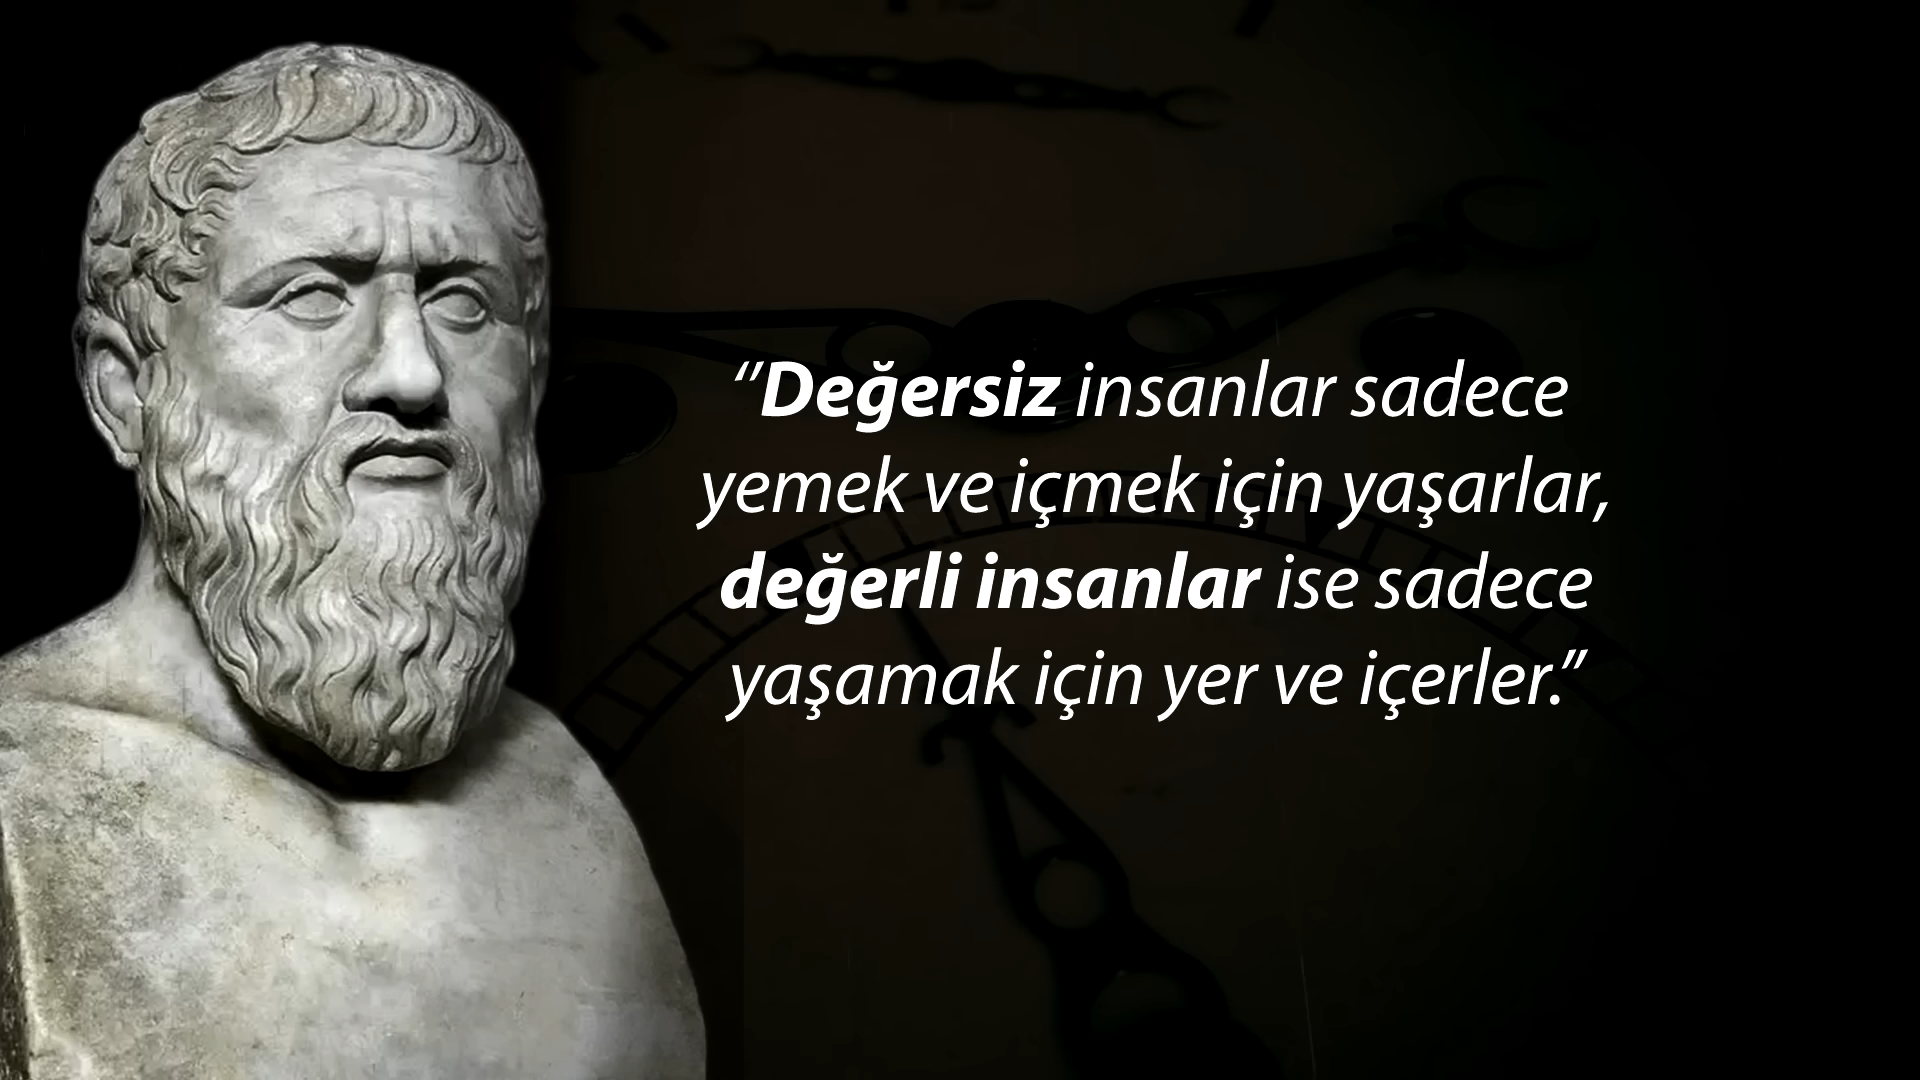 “Değersiz insanlar sadece
yemek ve içmek için yaşarlar,
değerli insanlar ise sadece
yaşamak için yer ve içerler.”